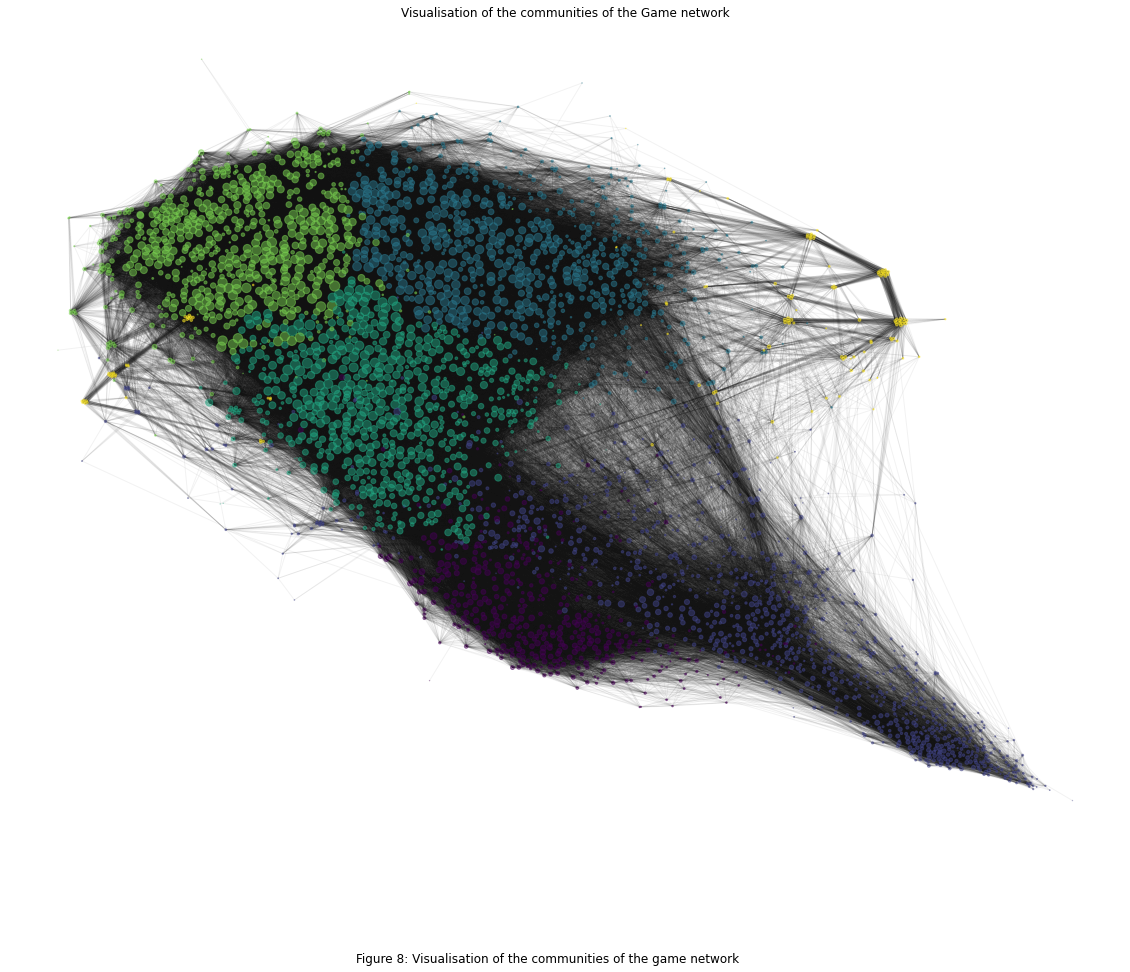 Visualisation of the communities of the Game network
Figure 8: Visualisation of the communities of the game network